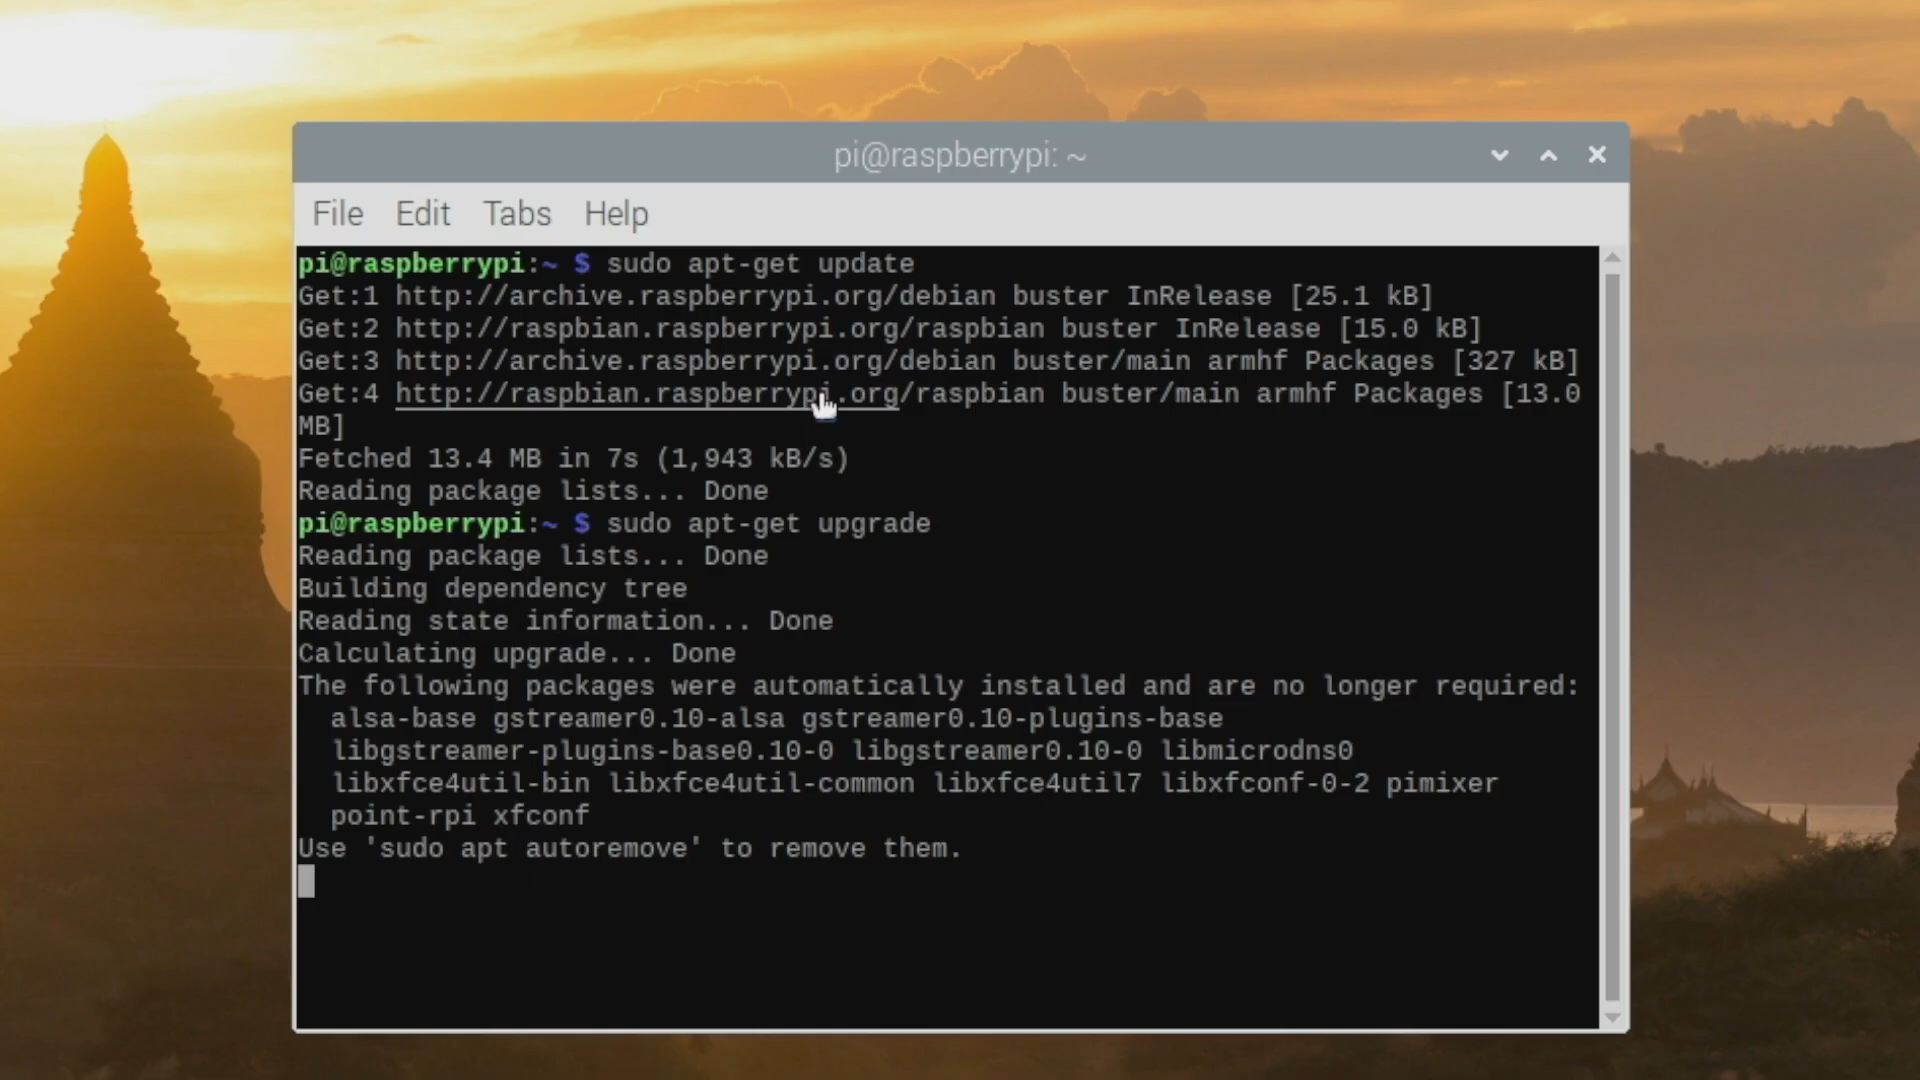 pi@raspberrypi: ~
File Edit Tabs Help
pi@raspberrypi:~ $ sudo apt-get update
Get:1 http://archive.raspberrypi.org/debian buster InRelease [25.1 kB]
Get:2 http://raspbian.raspberrypi.org/raspbian buster InRelease [15.0 kB]
Get:3 http://archive.raspberrypi.org/debian buster/main armhf Packages [327 kB]
Get:4 http://raspbian.raspberrypi.org/raspbian buster/main armhf Packages [13.0
MB]
Fetched 13.4 MB in 7s (1,943 kB/s)
Reading package lists... Done
pi@raspberrypi:~ $ sudo apt-get upgrade
Reading package lists... Done
Building dependency tree
Reading state information... Done
Calculating upgrade... Done
The following packages were automatically installed and are no longer required:
  alsa-base gstreamer0.10-alsa gstreamer0.10-plugins-base
  libgstreamer-plugins-base0.10-0 libgstreamer0.10-0 libmicrodns0
  libxfce4util-bin libxfce4util-common libxfce4util7 libxfconf-0-2 pimixer
  point-rpi xfconf
Use 'sudo apt autoremove' to remove them.